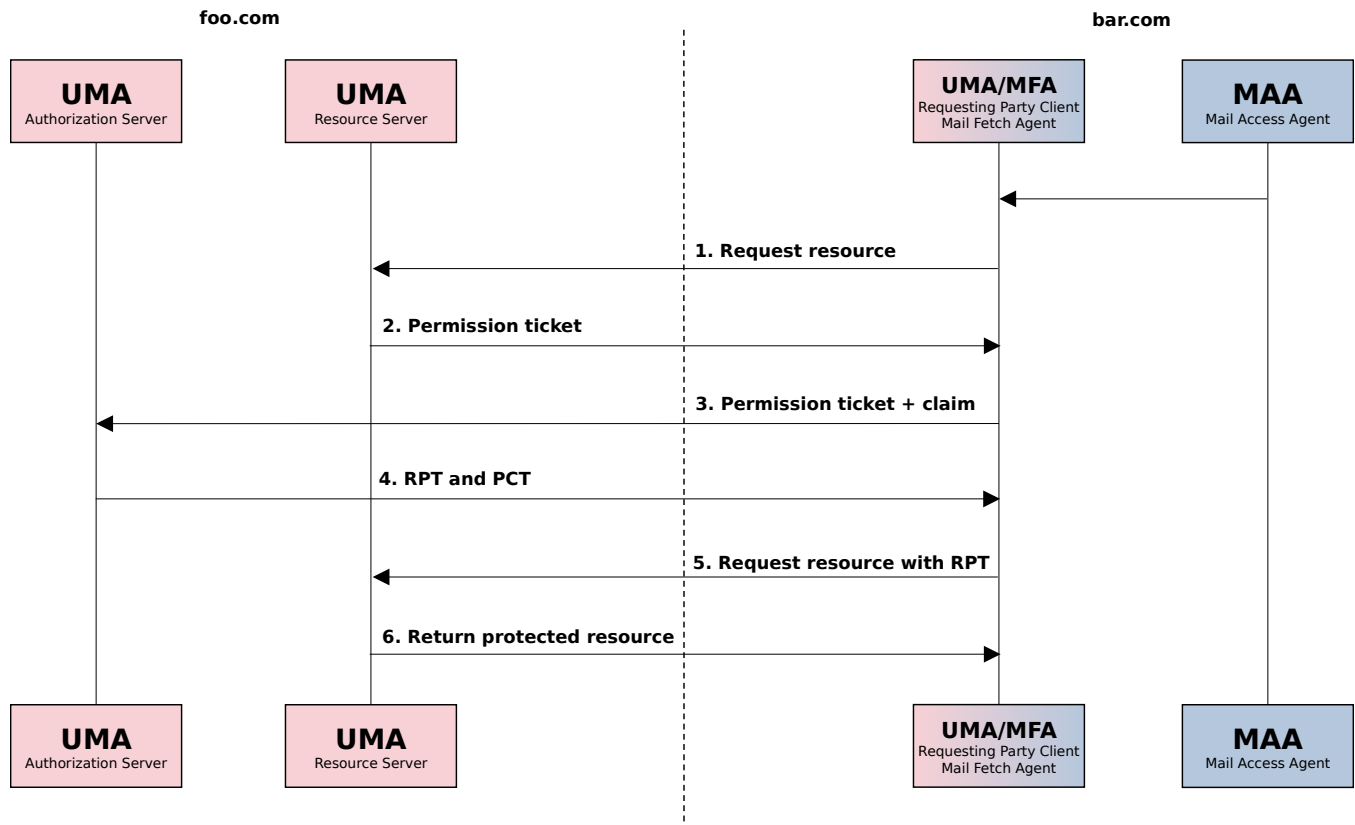 foo.com
bar.com
UMA
Authorization Server
UMA
Resource Server
UMA/MFA
Requesting Party Client
Mail Fetch Agent
MAA
Mail Access Agent
1. Request resource
2. Permission ticket
3. Permission ticket + claim
4. RPT and PCT
5. Request resource with RPT
6. Return protected resource
UMA
Authorization Server
UMA
Resource Server
UMA/MFA
Requesting Party Client
Mail Fetch Agent
MAA
Mail Access Agent